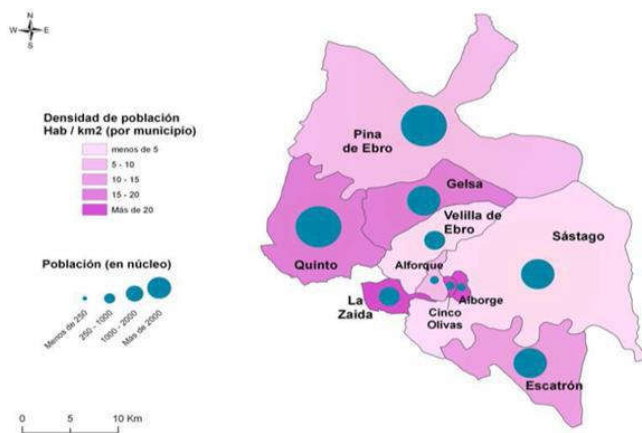 N
W E
S
Densidad de población
Hab / km2 (por municipio)
menos de 5
5 - 10
10 - 15
15 - 20
Más de 20
Población (en núcleo)
Menos de 250
250 - 1000
1000 - 2000
Más de 2000
0 5 10 Km
Pina
de Ebro
Gelsa
Velilla de
Ebro
Quinto
Sástago
Alforque
La
Zaida
Alborge
Cinco
Olivas
Escatrón